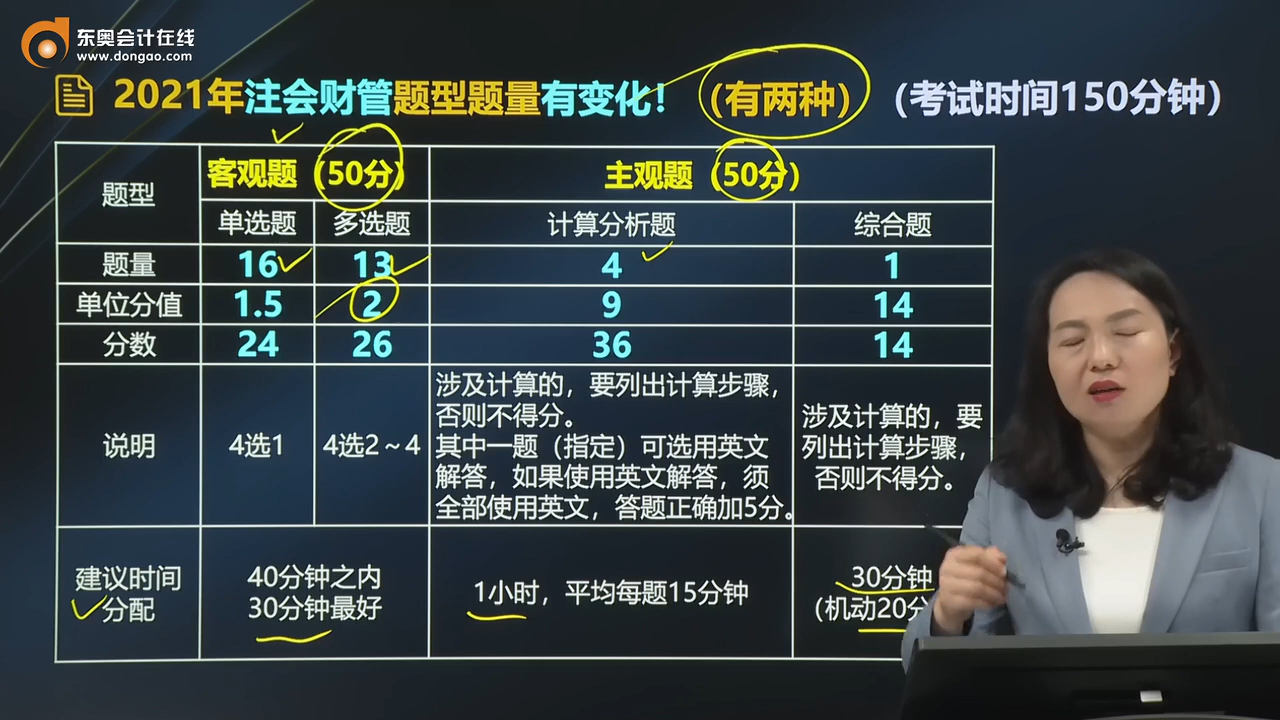 东奥会计在线
www.dongao.com
2021年注会财管题型题量有变化！（有两种）（考试时间150分钟）
题型
客观题（50分）
主观题（50分）
单选题
多选题
计算分析题
综合题
题量
16
13
4
1
单位分值
1.5
2
9
14
分数
24
26
36
14
说明
4选1
4选2～4
涉及计算的，要列出计算步骤，
否则不得分。
其中一题（指定）可选用英文
解答，如果使用英文解答，须
全部使用英文，答题正确加5分。
涉及计算的，要
列出计算步骤，
否则不得分。
建议时间
分配
40分钟之内
30分钟最好
1小时，平均每题15分钟
30分钟
（机动20分